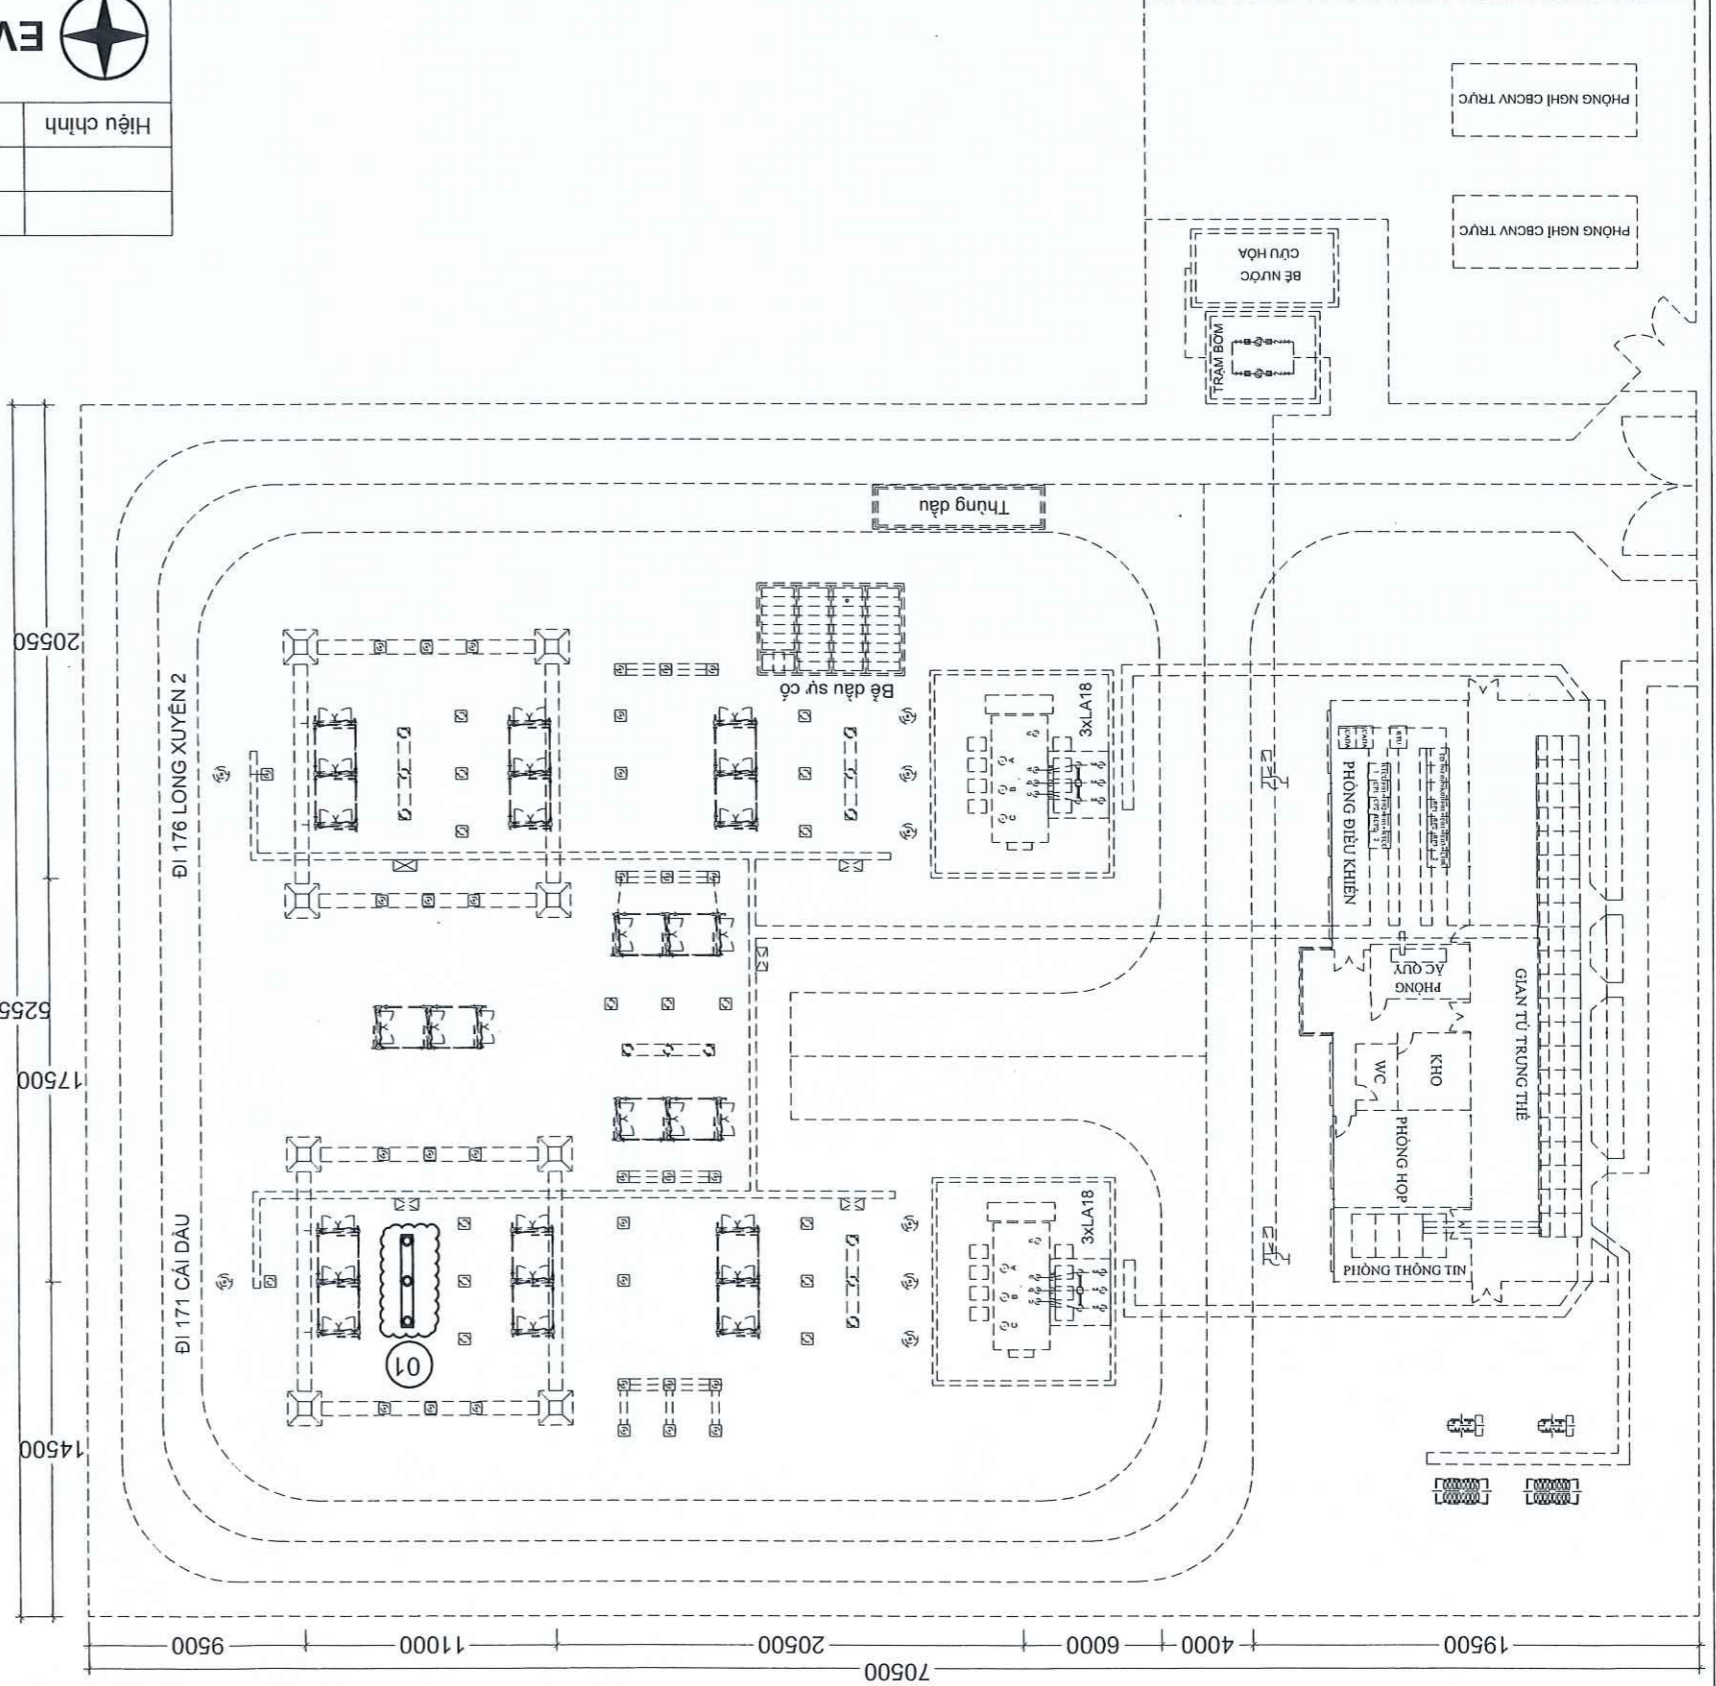 70500
19500
4000
6000
20500
11000
9500
14500
17500
20550
01
ĐI 171 CÁI DẦU
ĐI 176 LONG XUYÊN 2
3xLA18
3xLA18
A
B
C
A
B
C
PHÒNG THÔNG TIN
PHÒNG HỌP
WC
KHO
PHÒNG
ẮC QUY
GIAN TỦ TRUNG THẾ
PHÒNG ĐIỀU KHIỂN
Bể dầu sự cố
Thùng dầu
TRẠM BƠM
BỂ NƯỚC
CỨU HỎA
PHÒNG NGHỈ CBCNV TRỰC
PHÒNG NGHỈ CBCNV TRỰC
Hiệu chỉnh
EV